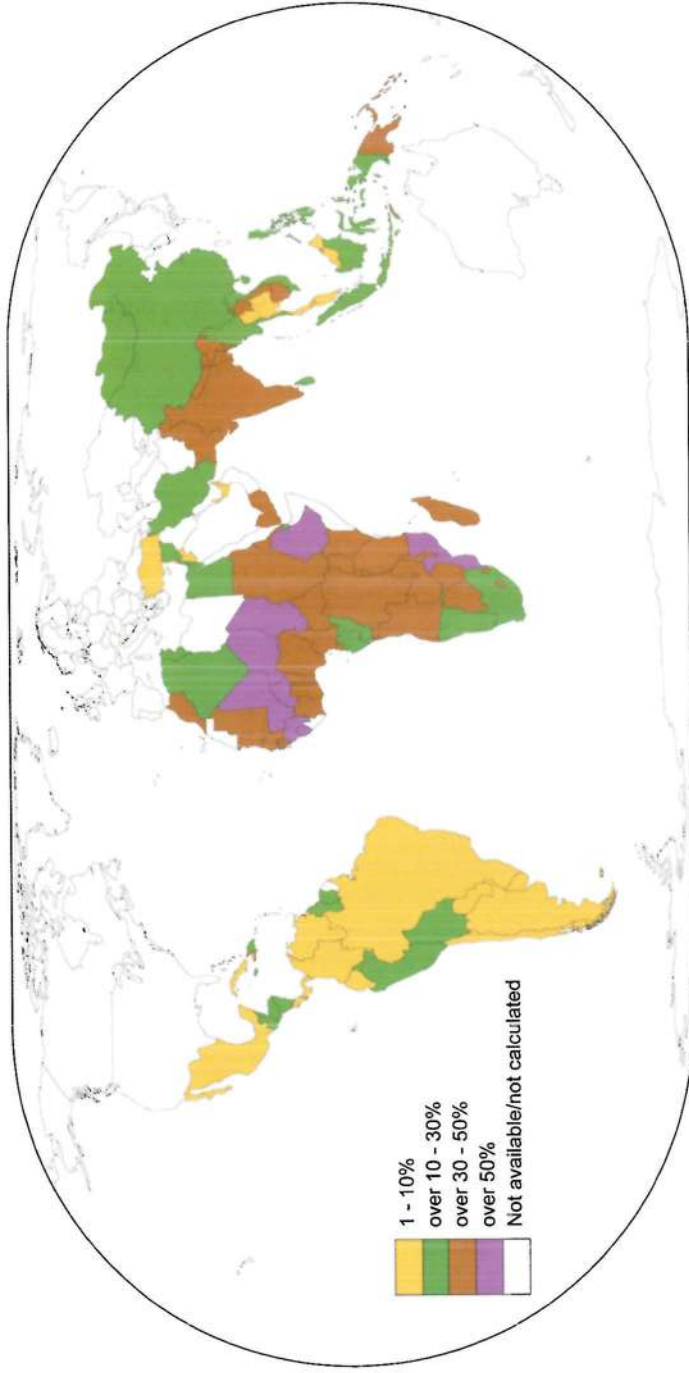 1 - 10%
over 10 - 30%
over 30 - 50%
over 50%
Not available/not calculated